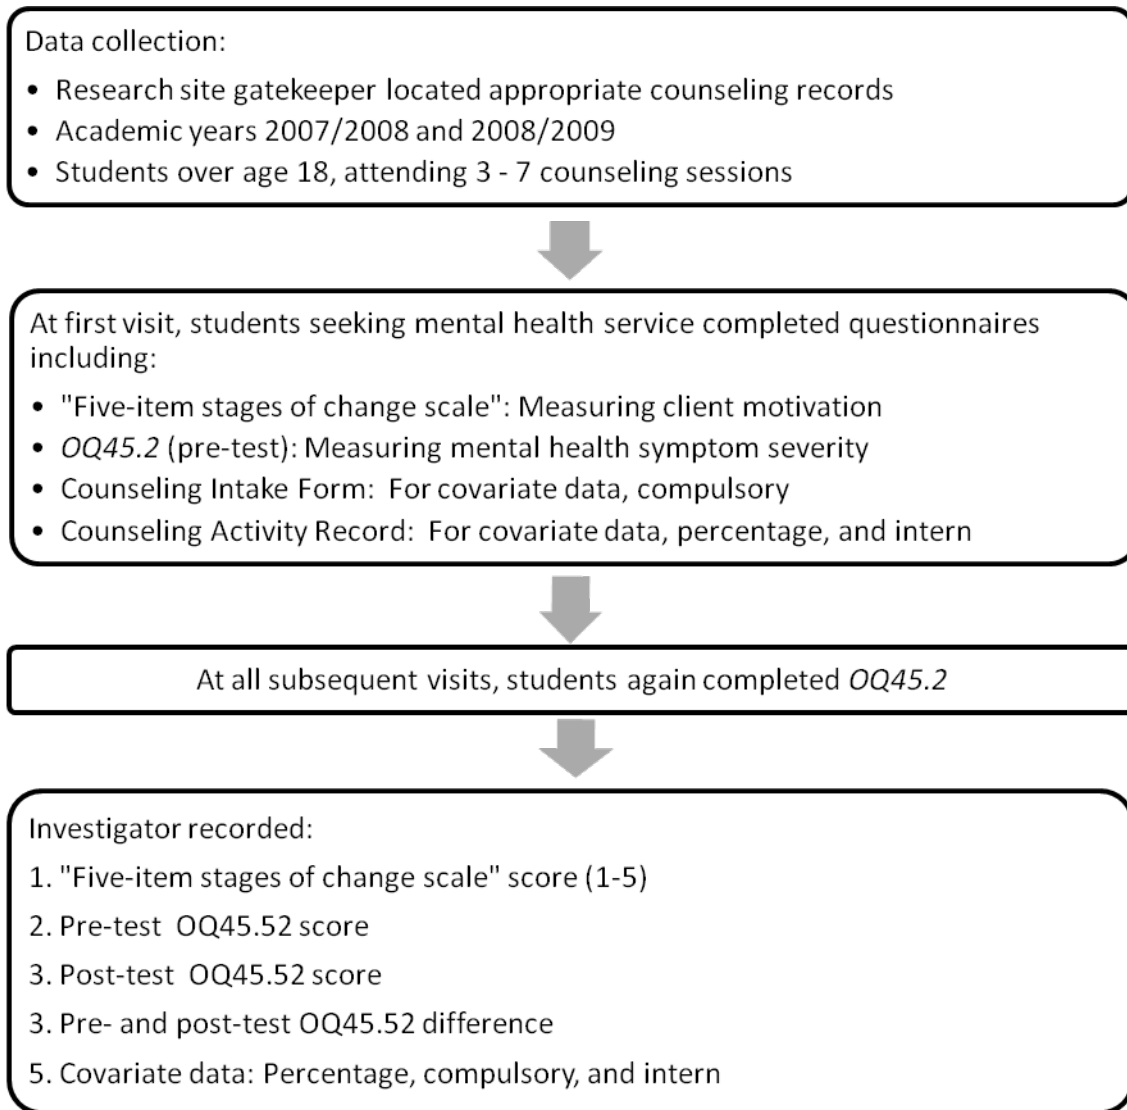 Data collection:
• Research site gatekeeper located appropriate counseling records
• Academic years 2007/2008 and 2008/2009
• Students over age 18, attending 3 - 7 counseling sessions
At first visit, students seeking mental health service completed questionnaires
including:
• "Five-item stages of change scale": Measuring client motivation
• OQ45.2 (pre-test): Measuring mental health symptom severity
• Counseling Intake Form: For covariate data, compulsory
• Counseling Activity Record: For covariate data, percentage, and intern
At all subsequent visits, students again completed OQ45.2
Investigator recorded:
1. "Five-item stages of change scale" score (1-5)
2. Pre-test OQ45.52 score
3. Post-test OQ45.52 score
3. Pre- and post-test OQ45.52 difference
5. Covariate data: Percentage, compulsory, and intern